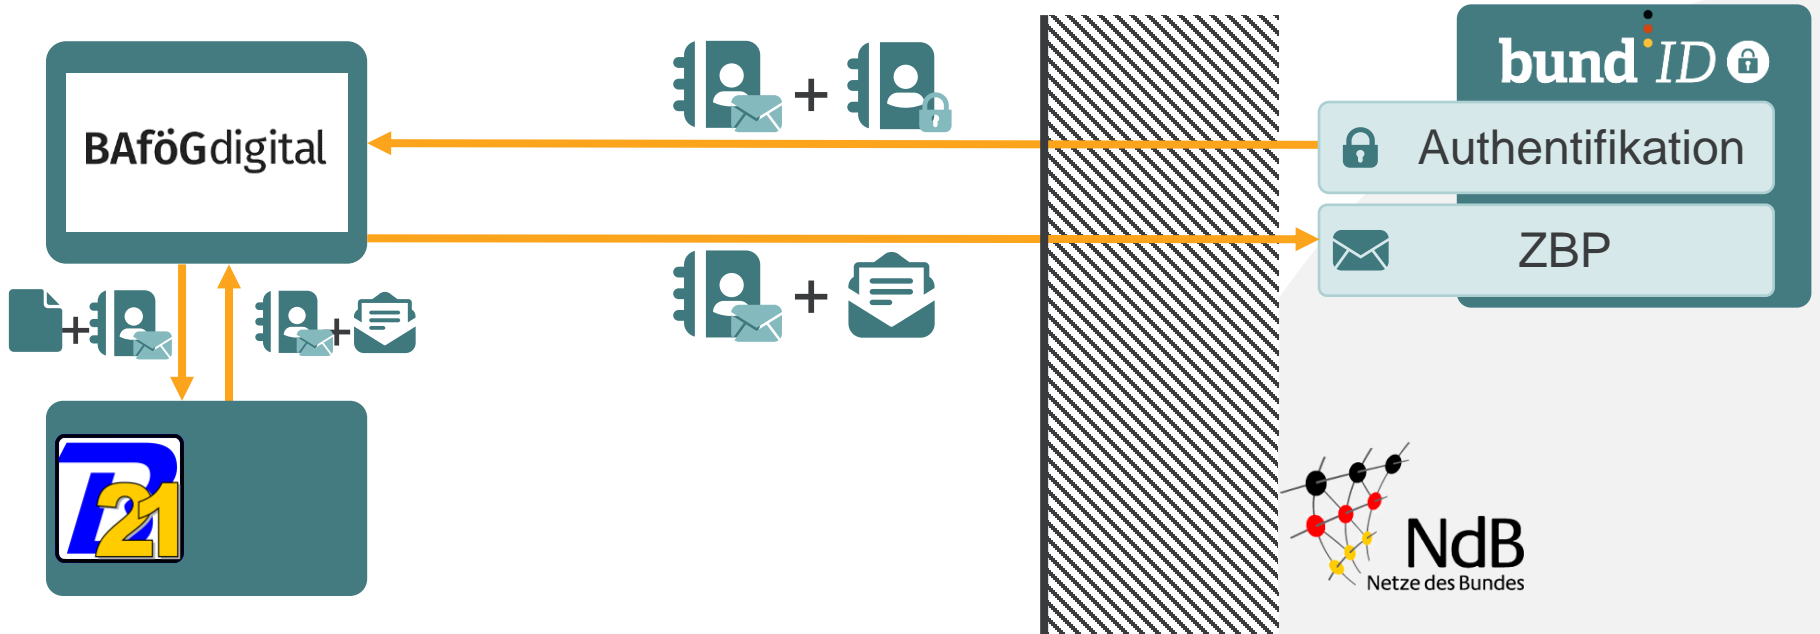 BAföGdigital
+
bund ID
Authentifikation
ZBP
+
+
+
B21
NdB
Netze des Bundes